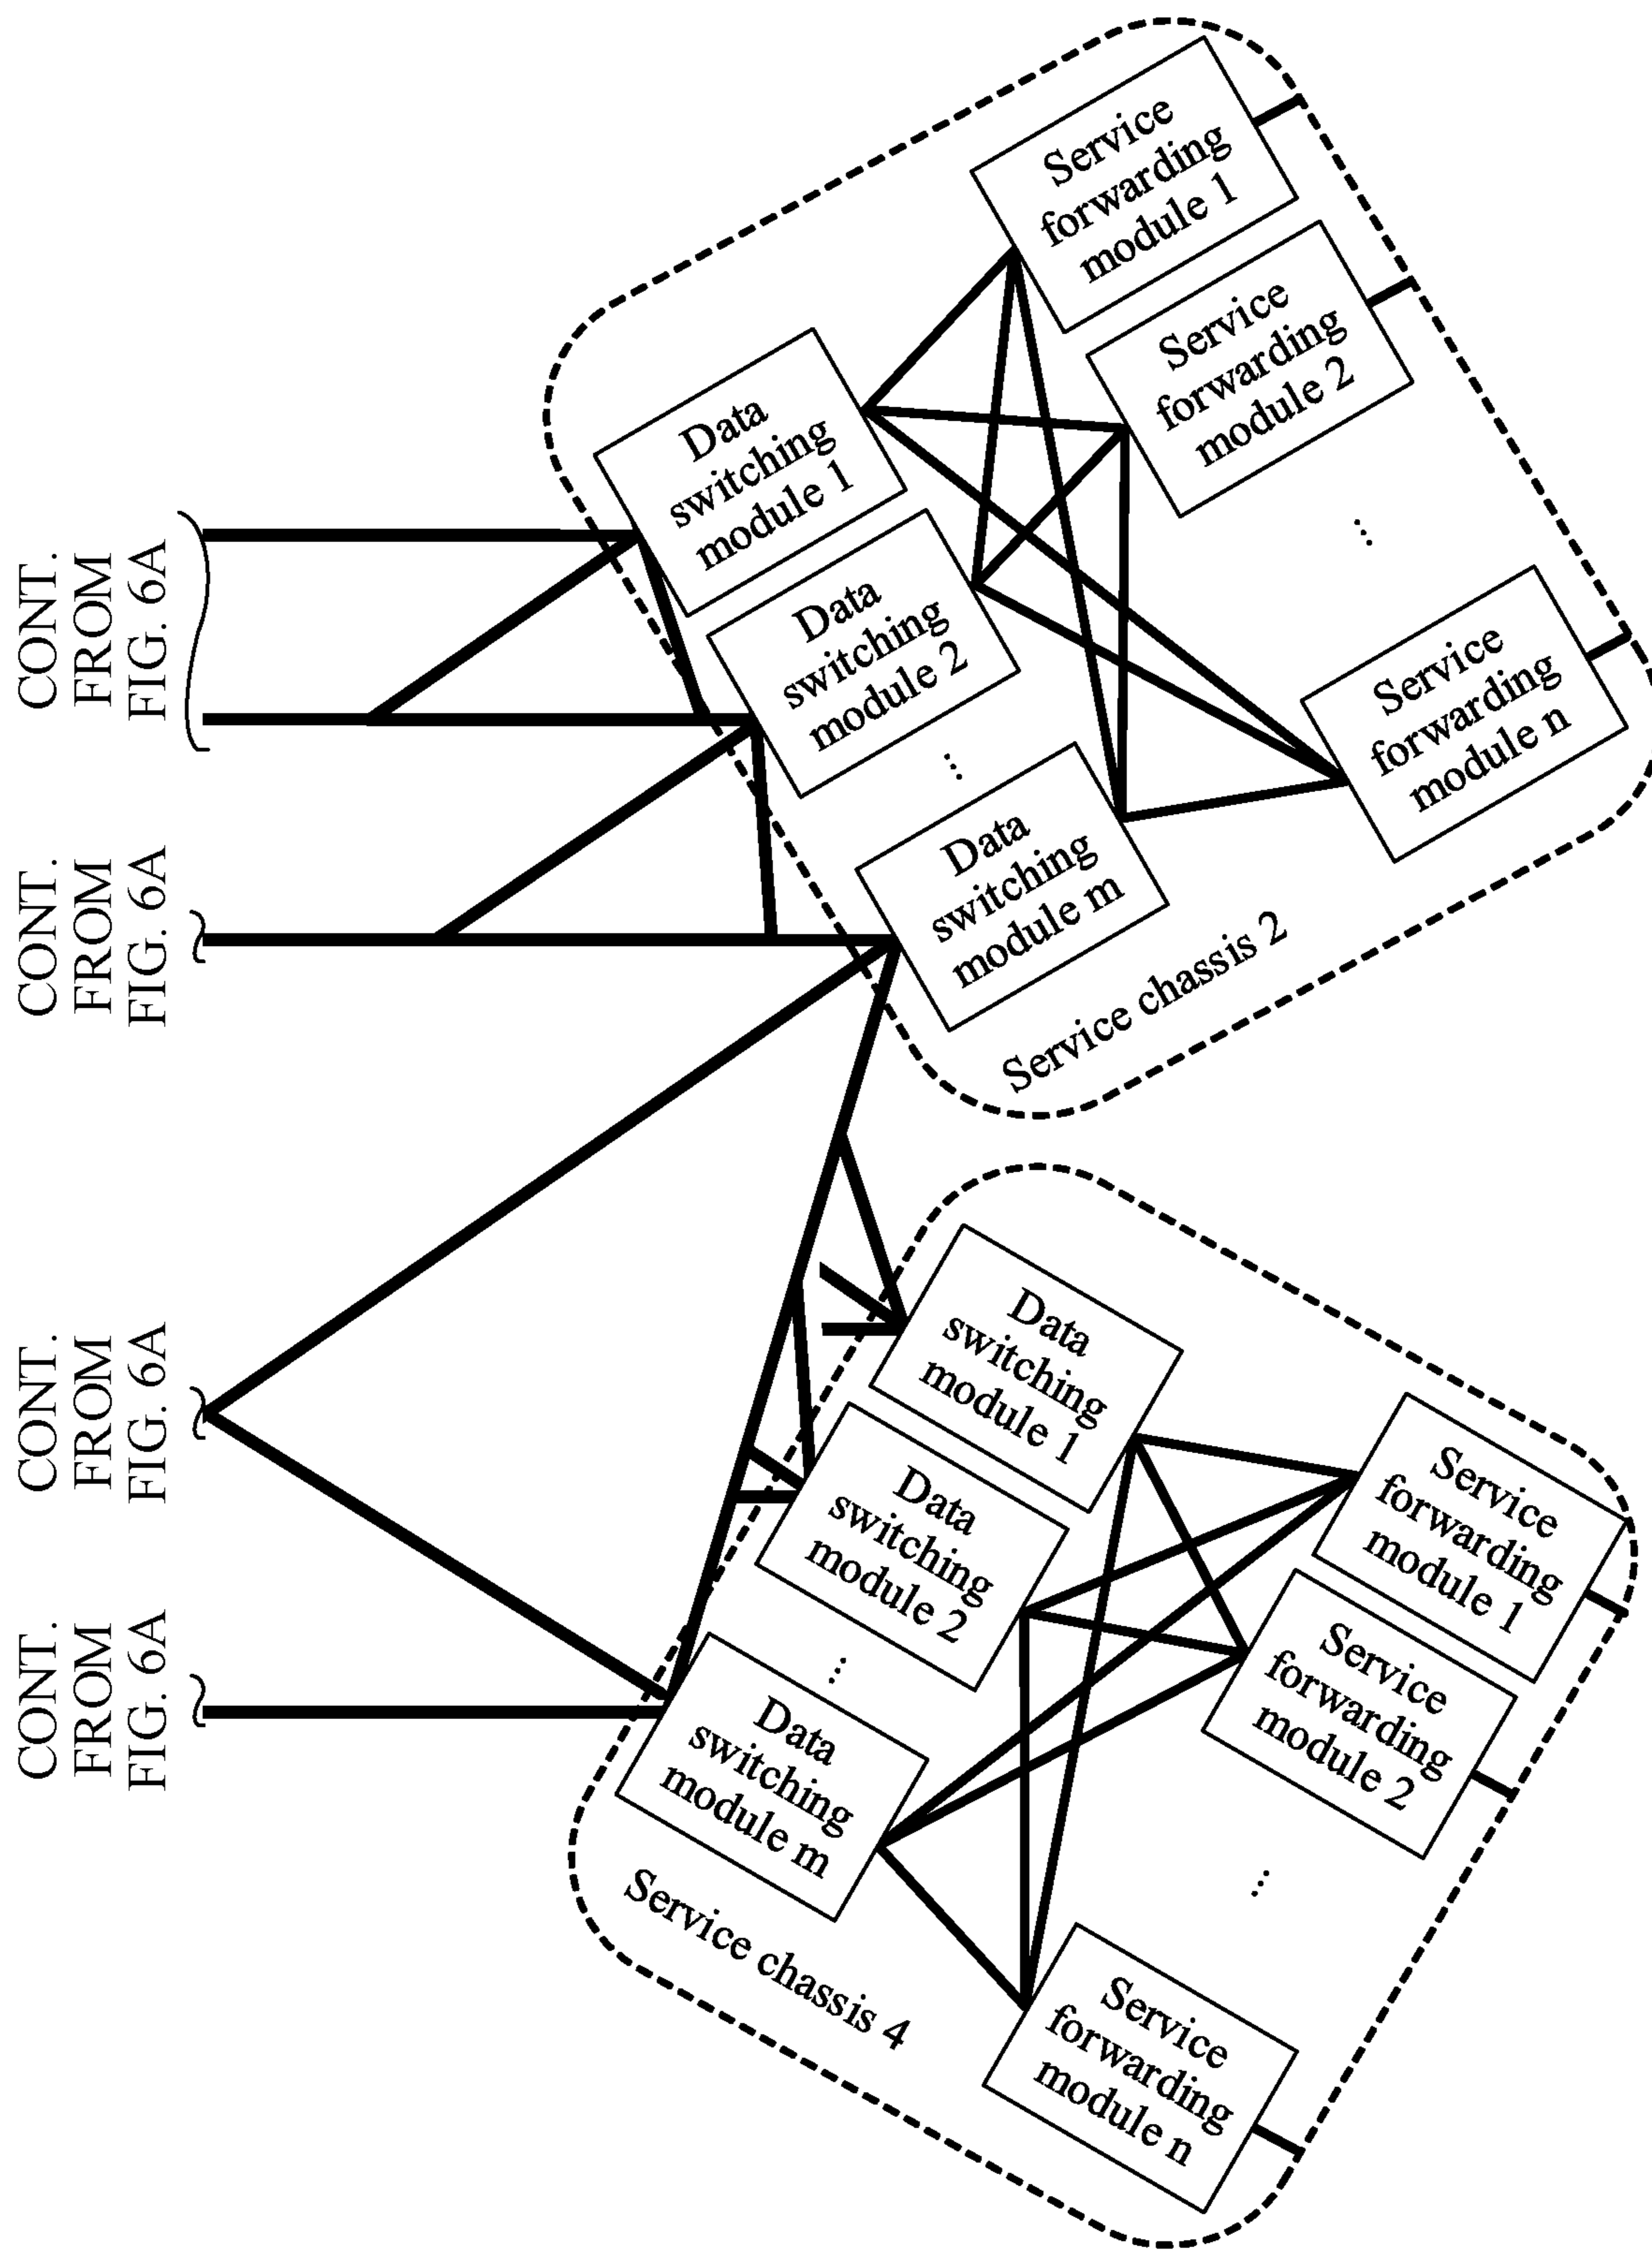 CONT.
FROM
FIG. 6A
CONT.
FROM
FIG. 6A
CONT.
FROM
FIG. 6A
CONT.
FROM
FIG. 6A
Data
switching
module 1
Data
switching
module 2
...
Data
switching
module m
Service
forwarding
module 1
Service
forwarding
module 2
...
Service
forwarding
module n
Service chassis 2
Data
switching
module 1
Data
switching
module 2
...
Data
switching
module m
Service
forwarding
module 1
Service
forwarding
module 2
...
Service
forwarding
module n
Service chassis 4